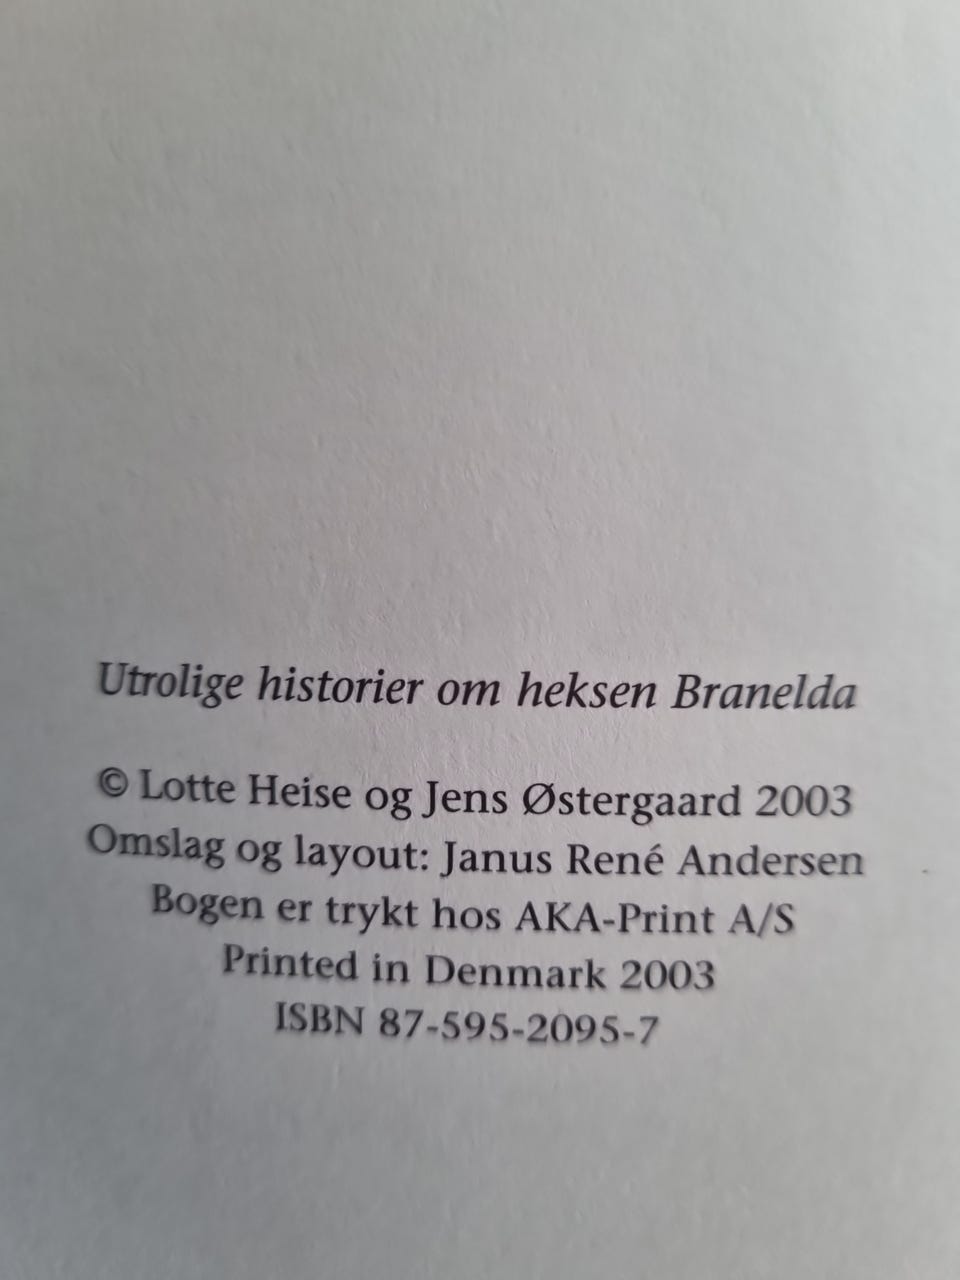 Utrolige historier om heksen Branelda
© Lotte Heise og Jens Østergaard 2003
Omslag og layout: Janus René Andersen
Bogen er trykt hos AKA-Print A/S
Printed in Denmark 2003
ISBN 87-595-2095-7